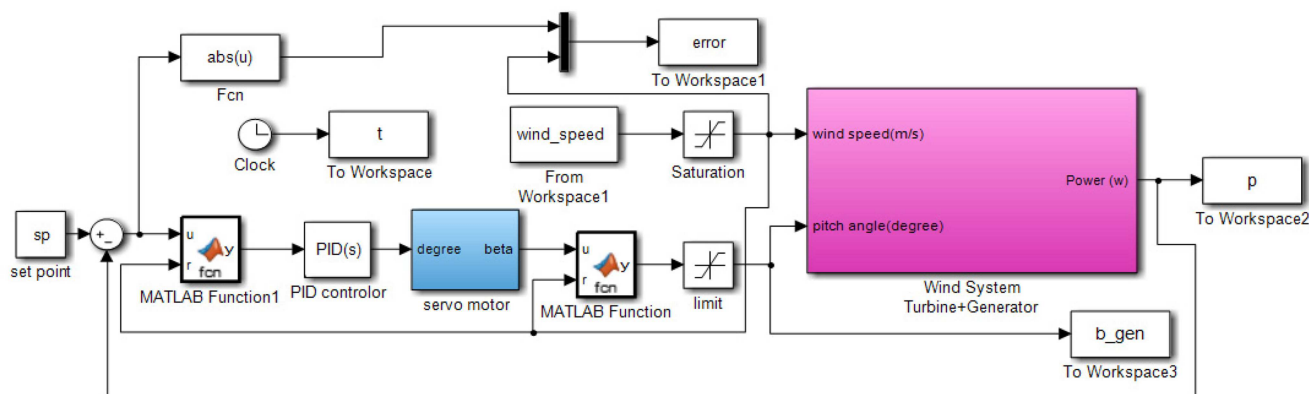 abs(u)
Fcn
error
To Workspace1
t
Clock
To Workspace
wind_speed
From
Workspace1
Saturation
wind speed(m/s)
Power (w)
pitch angle(degree)
Wind System
Turbine+Generator
p
To Workspace2
sp
set point
+
-
u
r
y
fcn
MATLAB Function1
PID(s)
PID controlor
degree
beta
servo motor
u
r
y
fcn
MATLAB Function
limit
b_gen
To Workspace3